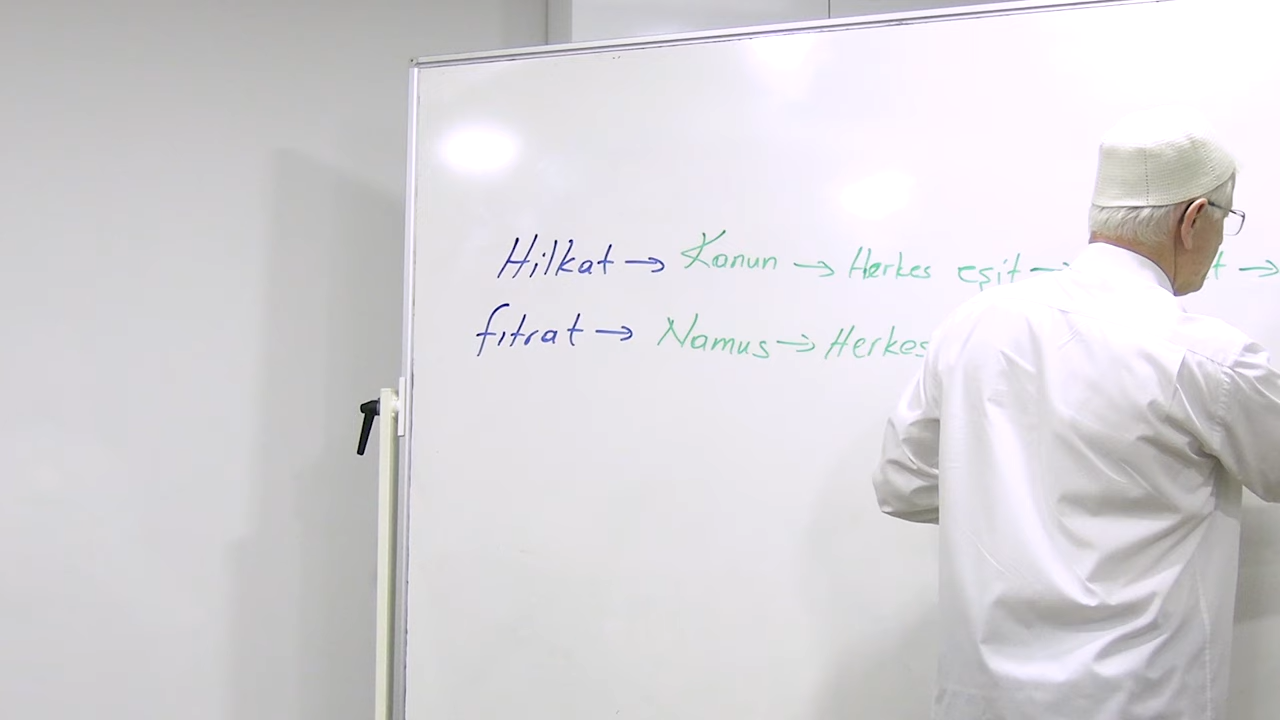 Hilkat → Kanun → Herkes eşit → t →
fıtrat → Namus → Herkes